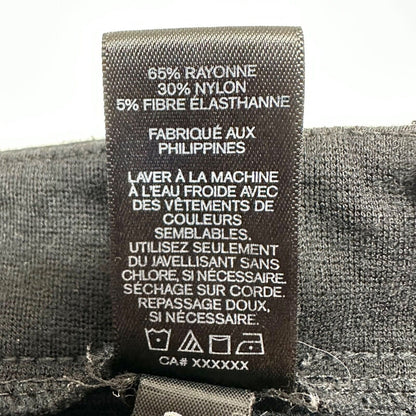 65% RAYONNE
30% NYLON
5% FIBRE ÉLASTHANNE
FABRIQUÉ AUX
PHILIPPINES
LAVER À LA MACHINE
À L'EAU FROIDE AVEC
DES VÊTEMENTS DE
COULEURS
SEMBLABLES.
UTILISEZ SEULEMENT
DU JAVELLISANT SANS
CHLORE, SI NÉCESSAIRE.
SÉCHAGE SUR CORDE.
REPASSAGE DOUX,
SI NÉCESSAIRE.
CA# XXXXXX